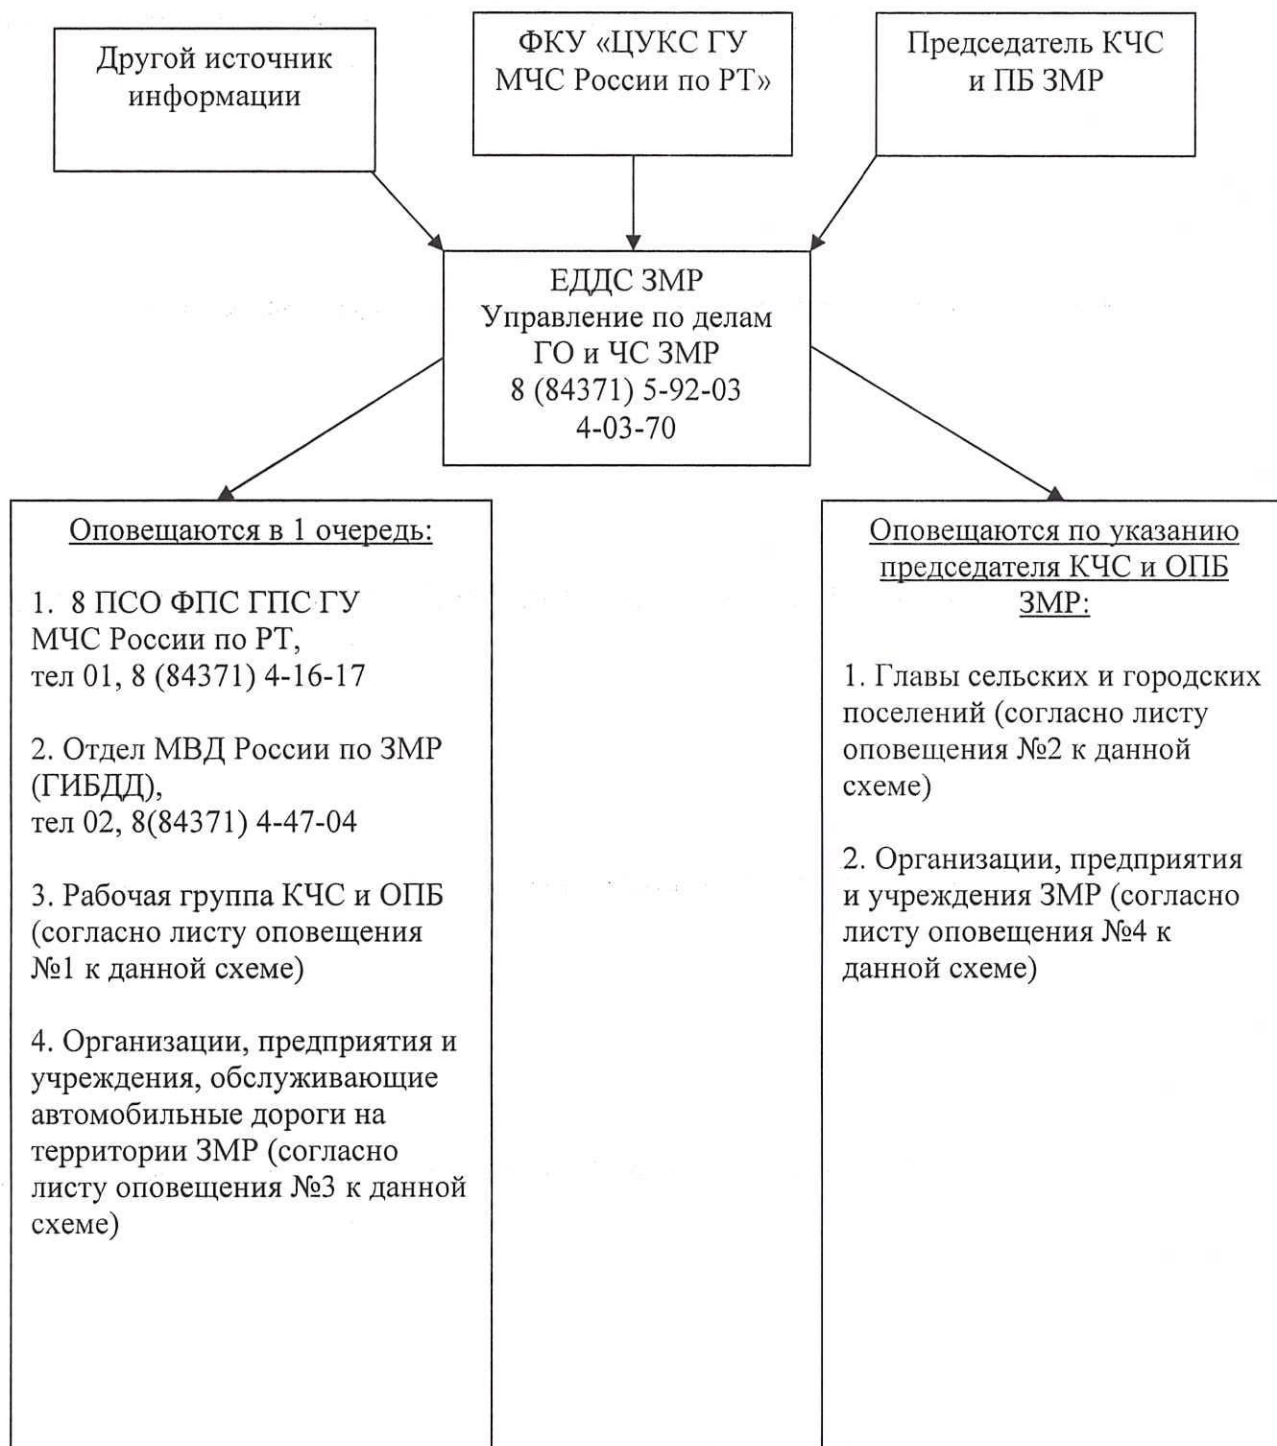 Другой источник
информации
ФКУ «ЦУКС ГУ
МЧС России по РТ»
Председатель КЧС
и ПБ ЗМР
ЕДДС ЗМР
Управление по делам
ГО и ЧС ЗМР
8 (84371) 5-92-03
4-03-70
Оповещаются в 1 очередь:
1. 8 ПСО ФПС ГПС ГУ
МЧС России по РТ,
тел 01, 8 (84371) 4-16-17
2. Отдел МВД России по ЗМР
(ГИБДД),
тел 02, 8(84371) 4-47-04
3. Рабочая группа КЧС и ОПБ
(согласно листу оповещения
№1 к данной схеме)
4. Организации, предприятия и
учреждения, обслуживающие
автомобильные дороги на
территории ЗМР (согласно
листу оповещения №3 к данной
схеме)
Оповещаются по указанию
председателя КЧС и ОПБ
ЗМР:
1. Главы сельских и городских
поселений (согласно листу
оповещения №2 к данной
схеме)
2. Организации, предприятия
и учреждения ЗМР (согласно
листу оповещения №4 к
данной схеме)